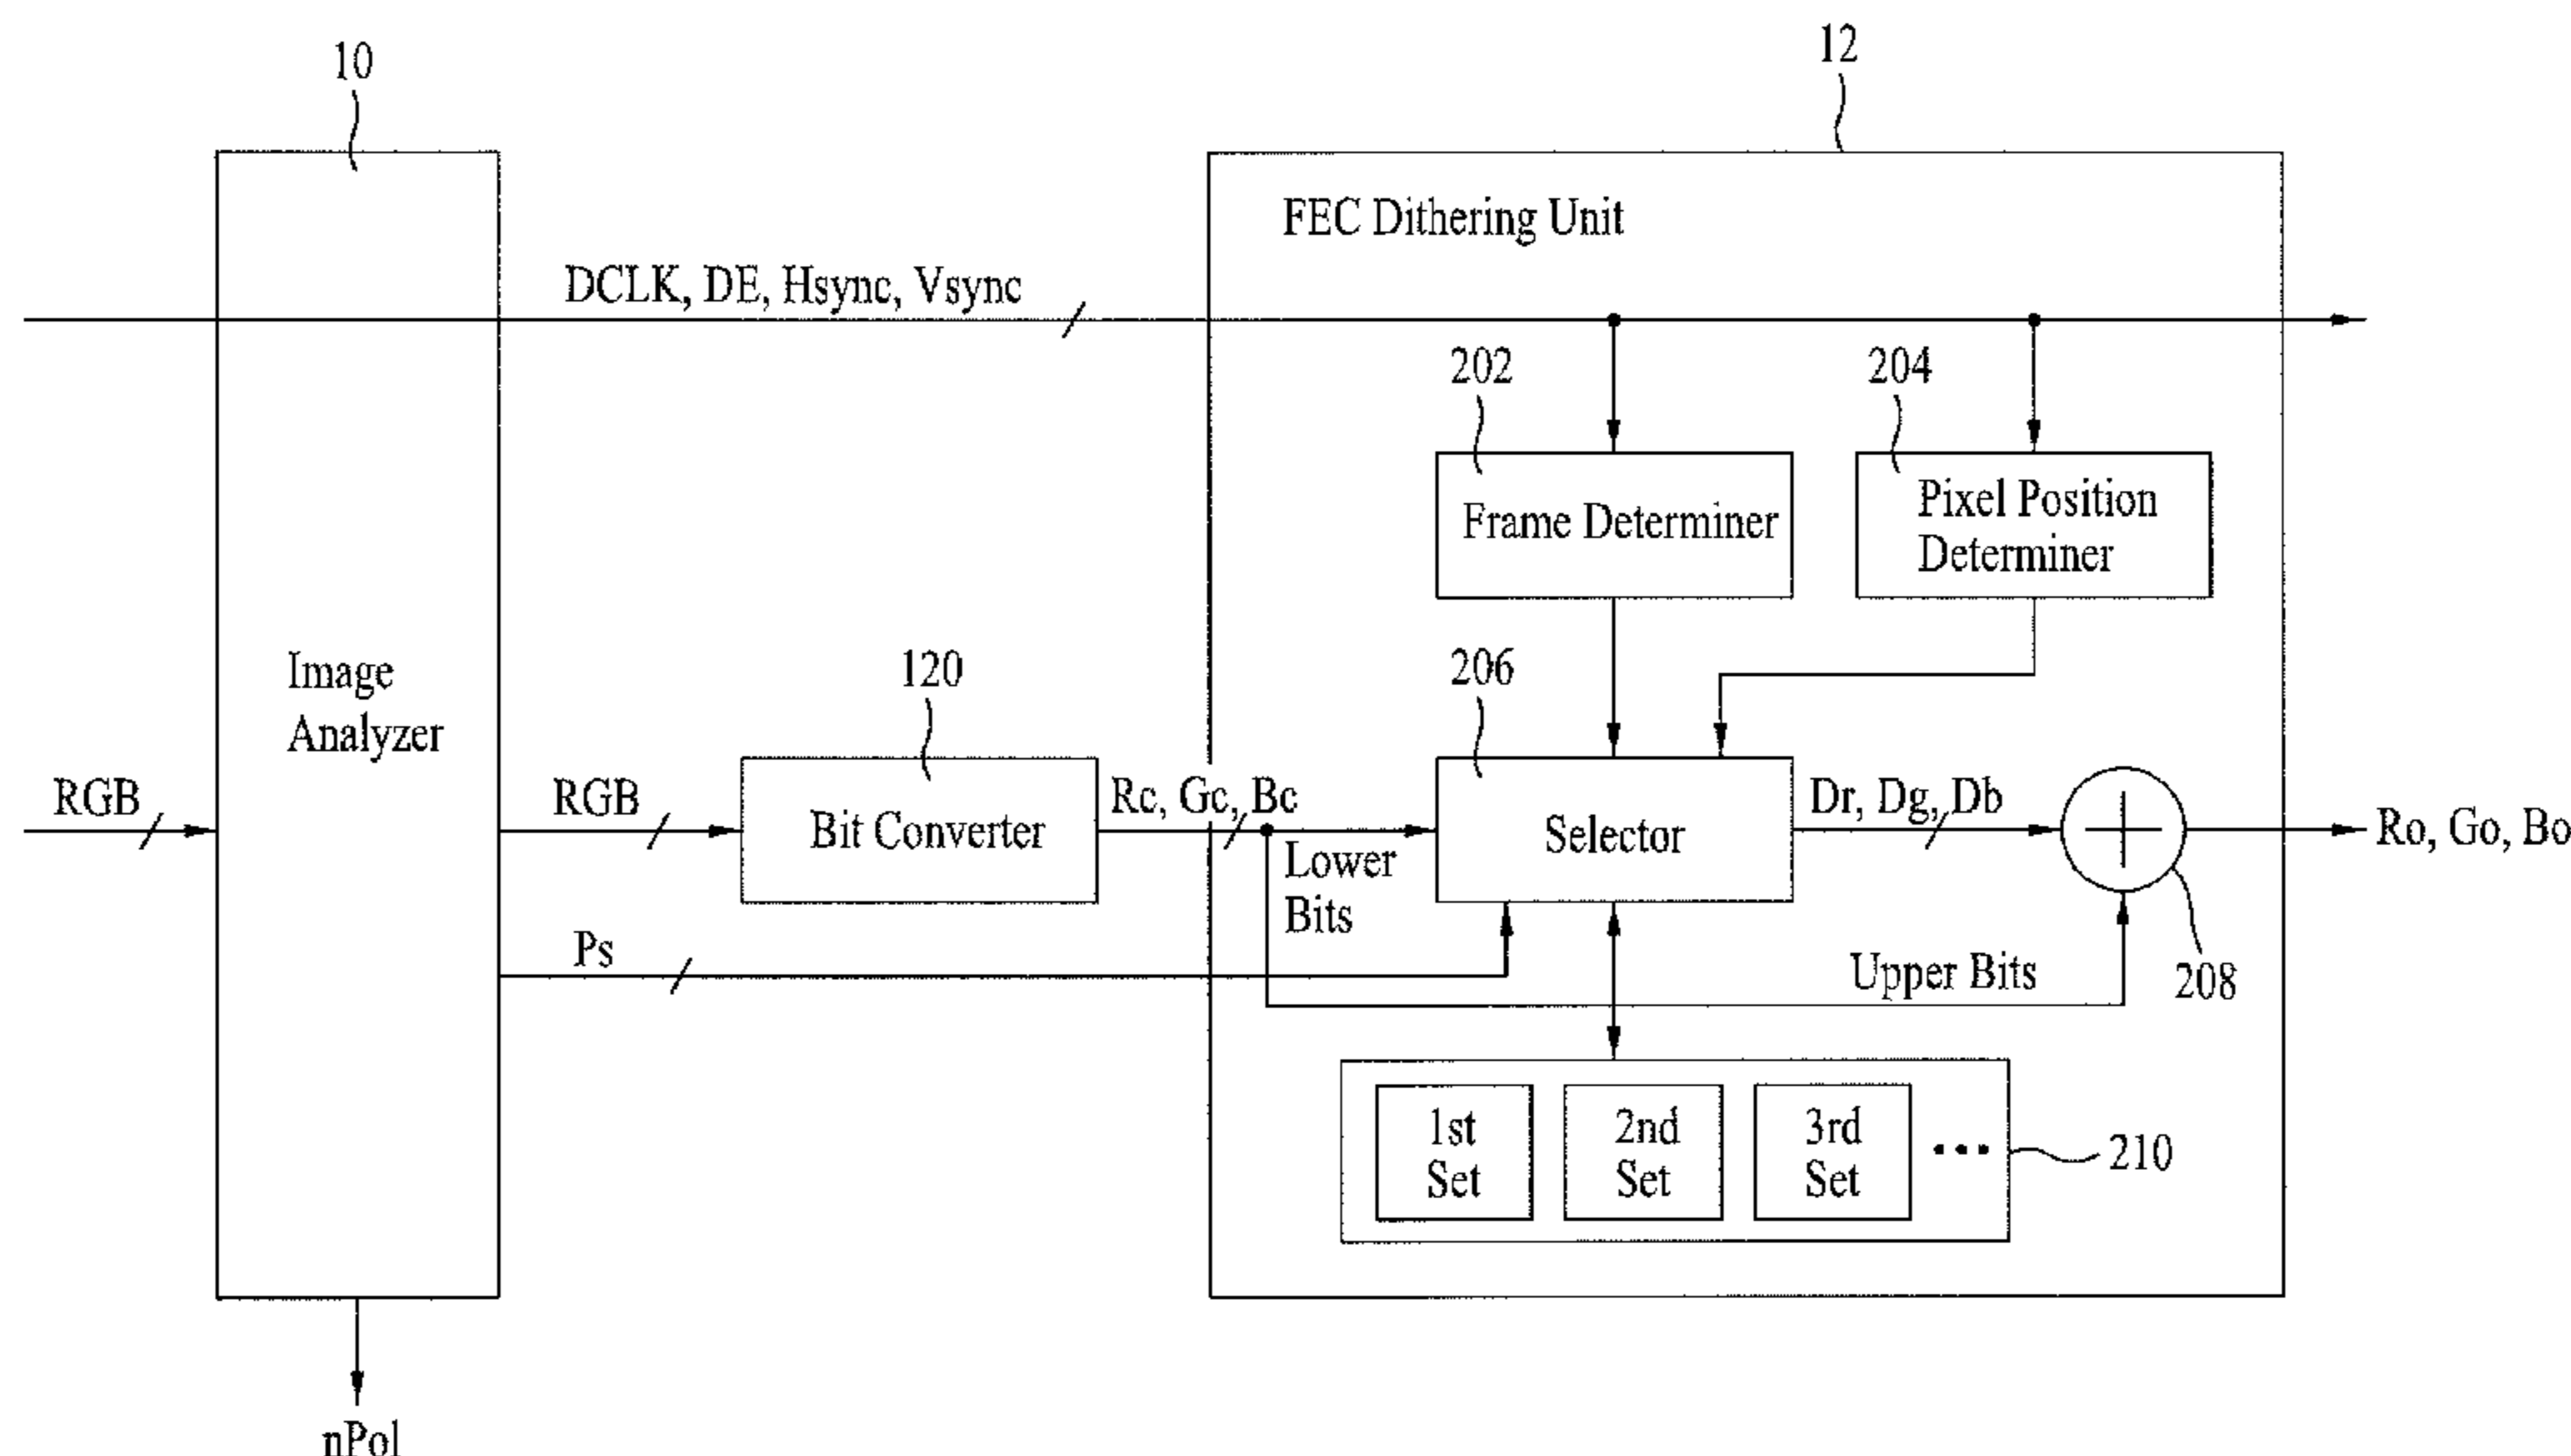 10
12
FEC Dithering Unit
DCLK, DE, Hsync, Vsync
202
204
Frame Determiner
Pixel Position
Determiner
Image
Analyzer
120
206
RGB
RGB
Bit Converter
Rc, Gc, Bc
Lower
Bits
Selector
Dr, Dg, Db
Ro, Go, Bo
Ps
Upper Bits
208
1st
Set
2nd
Set
3rd
Set
•••
210
nPol